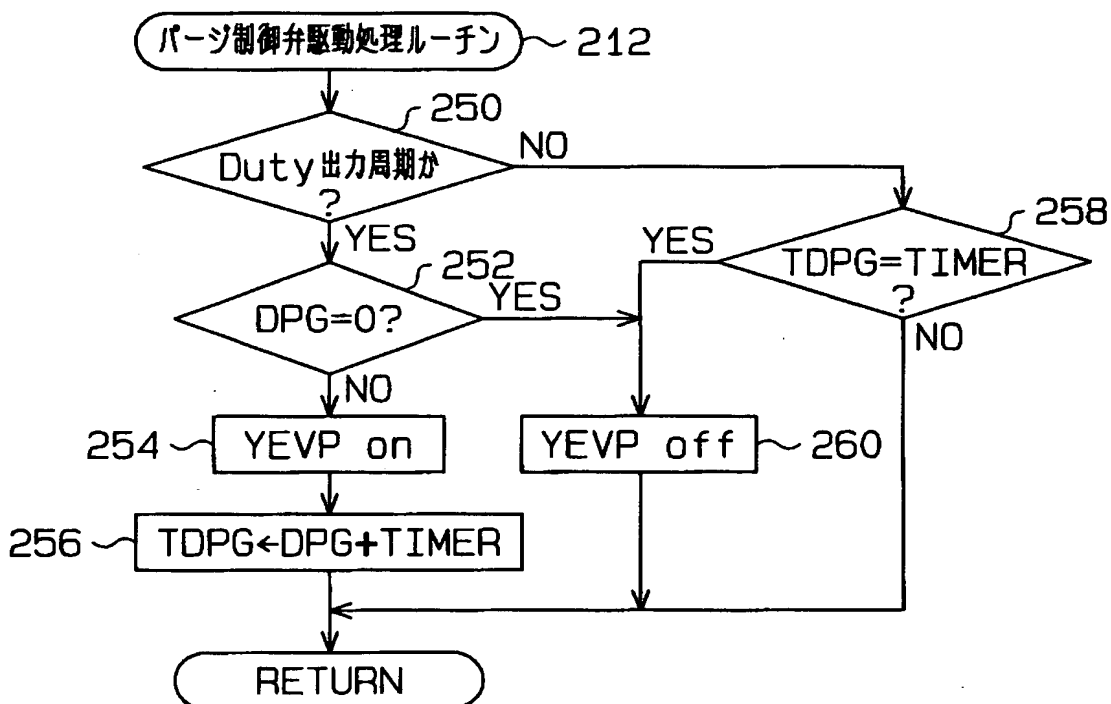 パージ制御弁駆動処理ルーチン 212
250
Duty出力周期か
?
NO
YES
258
TDPG=TIMER
?
YES
NO
252
DPG=0?
YES
NO
254 YEVP on
YEVP off 260
256 TDPG←DPG+TIMER
RETURN